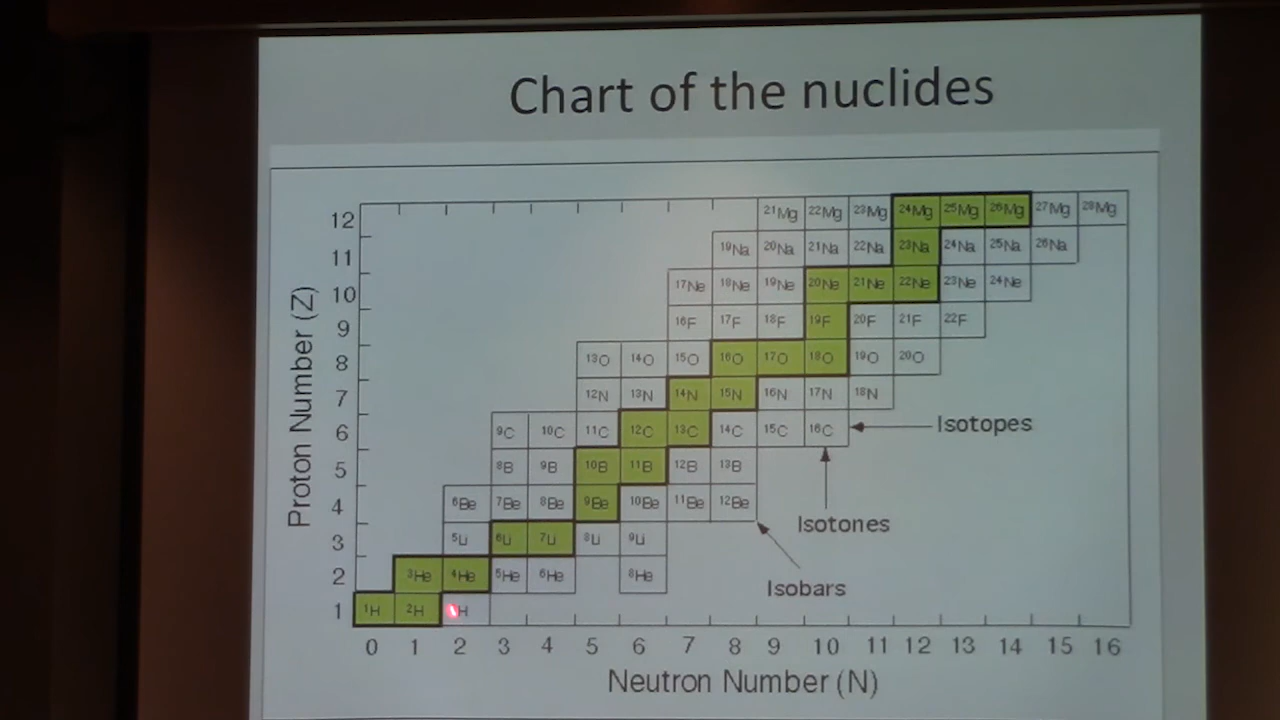 Chart of the nuclides
Proton Number (Z)
12 21Mg 22Mg 23Mg 24Mg 25Mg 26Mg 27Mg 28Mg
11 19Na 20Na 21Na 22Na 23Na 24Na 25Na 26Na
10 17Ne 18Ne 19Ne 20Ne 21Ne 22Ne 23Ne 24Ne
9 16F 17F 18F 19F 20F 21F 22F
8 13O 14O 15O 16O 17O 18O 19O 20O
7 12N 13N 14N 15N 16N 17N 18N
6 9C 10C 11C 12C 13C 14C 15C 16C Isotopes
5 8B 9B 10B 11B 12B 13B
4 6Be 7Be 8Be 9Be 10Be 11Be 12Be
Isotones
3 5Li 6Li 7Li 8Li 9Li
2 3He 4He 5He 6He 8He
Isobars
1 1H 2H H
0 1 2 3 4 5 6 7 8 9 10 11 12 13 14 15 16
Neutron Number (N)